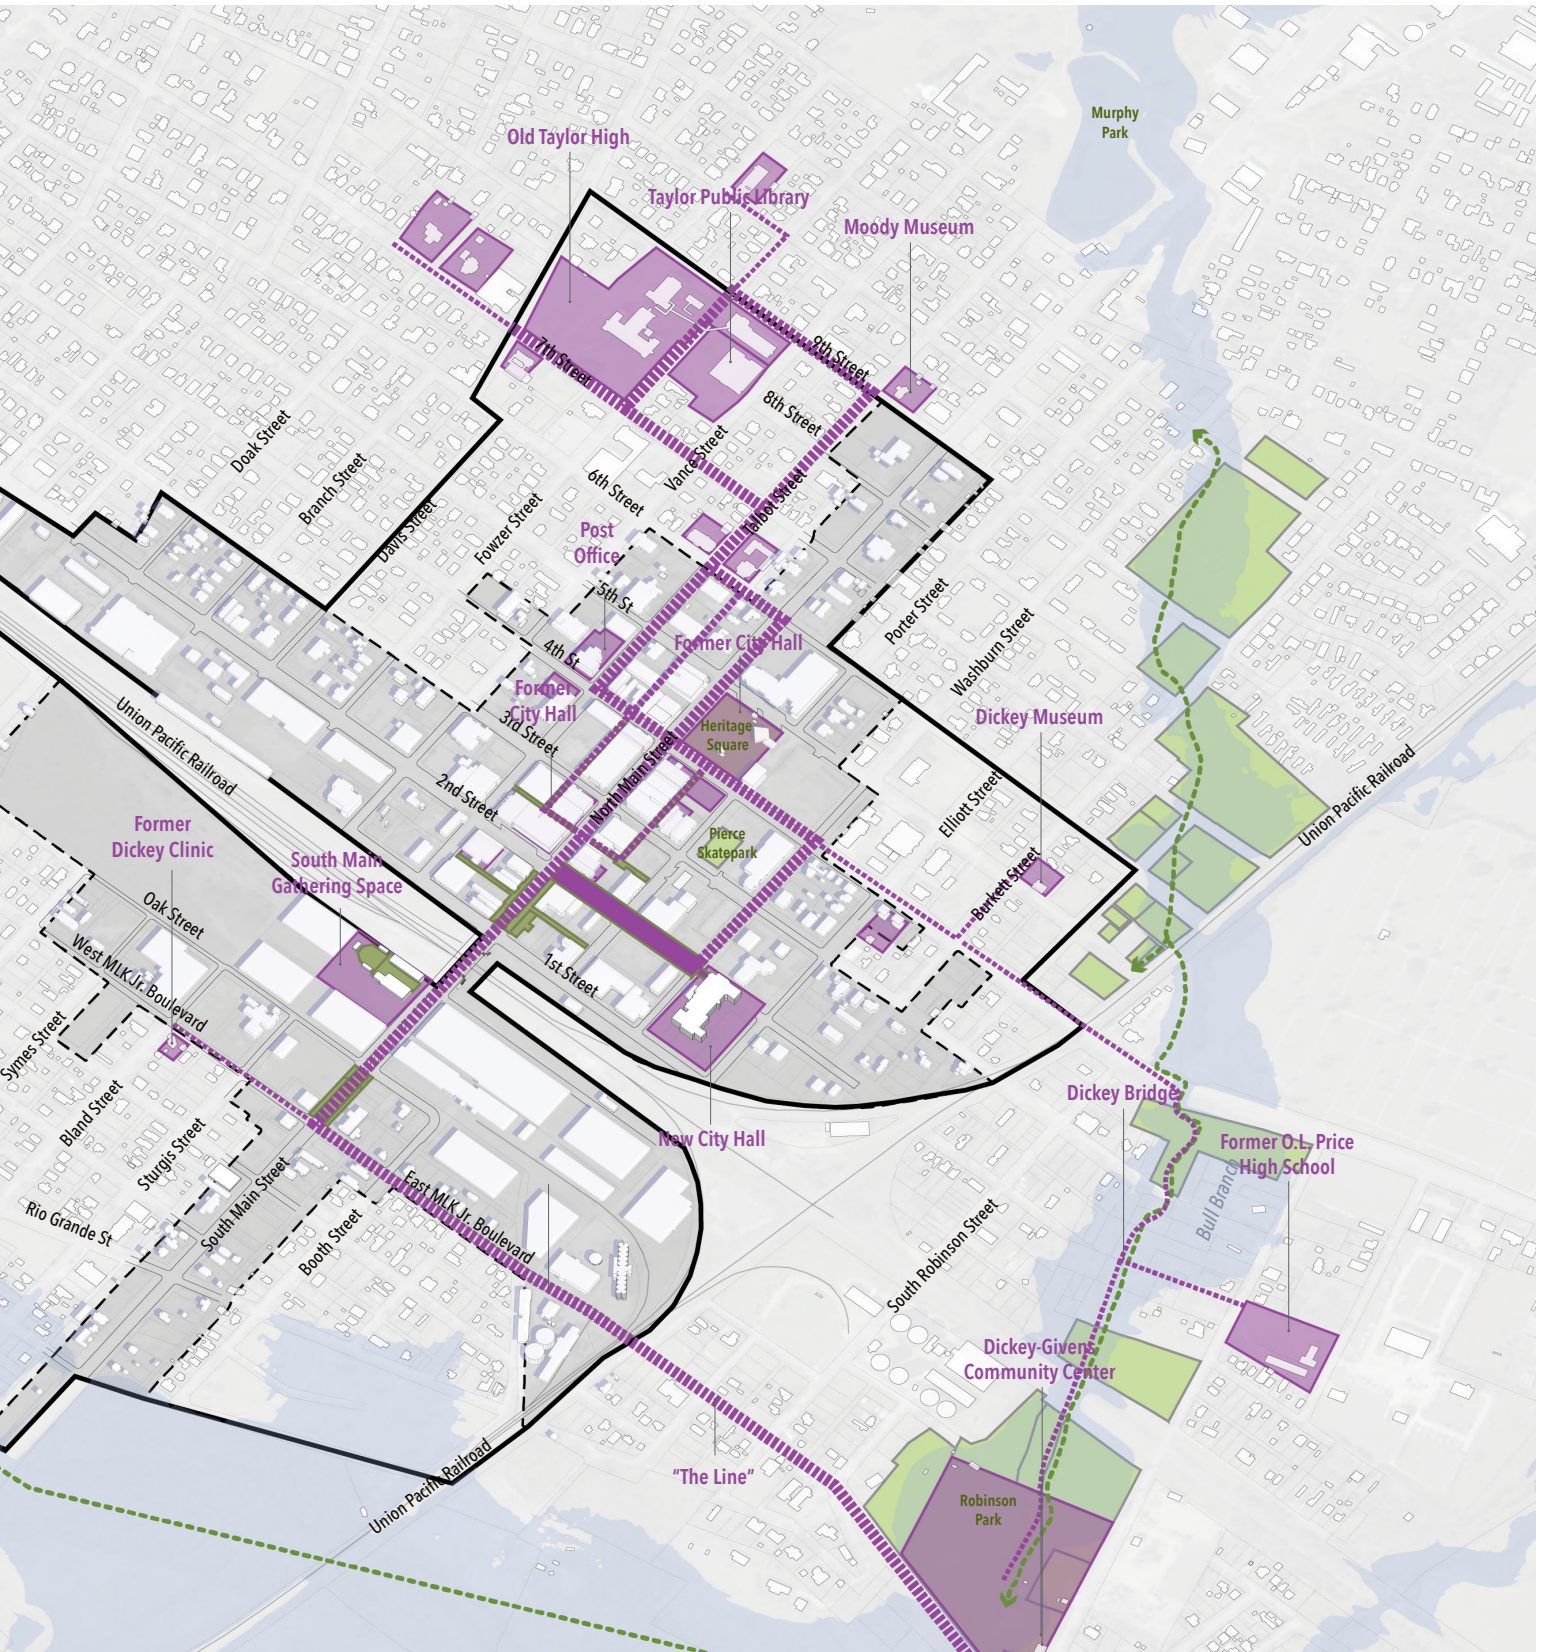 Murphy
Park
Old Taylor High
Taylor Public Library
Moody Museum
9th Street
7th Street
8th Street
Doak Street
Vance Street
Branch Street
6th Street
Talbot Street
Fowzer Street
Davis Street
Post
Office
5th St
Porter Street
Former City Hall
Washburn Street
4th St
Former
City Hall
3rd Street
Heritage
Square
Dickey Museum
Union Pacific Railroad
North Main Street
2nd Street
Elliott Street
Union Pacific Railroad
Pierce
Skatepark
Former
Dickey Clinic
South Main
Gathering Space
Burkett Street
Oak Street
West MLK Jr. Boulevard
1st Street
Symes Street
Bland Street
Dickey Bridge
New City Hall
Former O.L. Price
High School
Sturgis Street
South Main Street
East MLK Jr. Boulevard
Bull Branch
Rio Grande St
Booth Street
South Robinson Street
Dickey-Givens
Community Center
"The Line"
Union Pacific Railroad
Robinson
Park